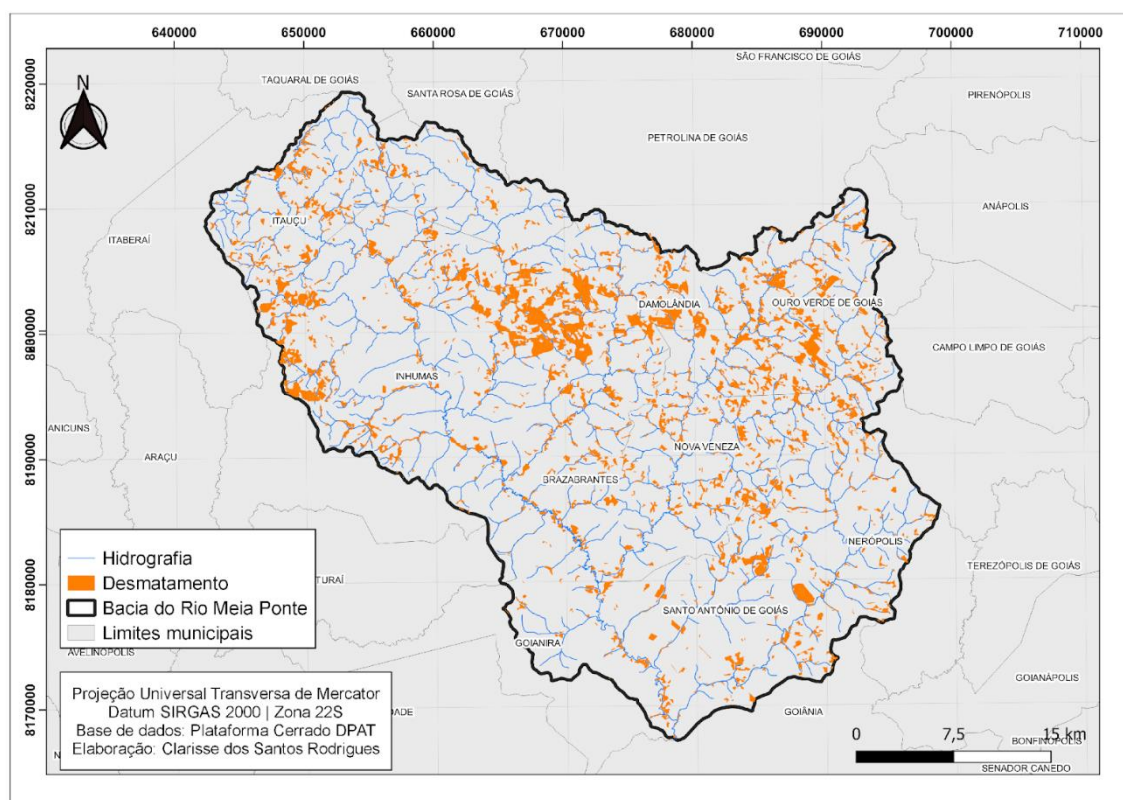 640000 650000 660000 670000 680000 690000 700000 710000
8220000
8210000
8200000
8190000
8180000
8170000
N
SÃO FRANCISCO DE GOIÁS
TAQUARAL DE GOIÁS
SANTA ROSA DE GOIÁS
PIRENÓPOLIS
PETROLINA DE GOIÁS
ANÁPOLIS
ITAUÇU
ITABERAÍ
DAMOLÂNDIA
OURO VERDE DE GOIÁS
CAMPO LIMPO DE GOIÁS
INHUMAS
ANICUNS
ARAÇU
NOVA VENEZA
BRAZABRANTES
NERÓPOLIS
TEREZÓPOLIS DE GOIÁS
TURAÍ
SANTO ANTÔNIO DE GOIÁS
GOIANIRA
AVELINÓPOLIS
GOIANÁPOLIS
DADE
GOIÂNIA
BONFINÓPOLIS
SENADOR CANEDO
Hidrografia
Desmatamento
Bacia do Rio Meia Ponte
Limites municipais
Projeção Universal Transversa de Mercator
Datum SIRGAS 2000 | Zona 22S
Base de dados: Plataforma Cerrado DPAT
Elaboração: Clarisse dos Santos Rodrigues
0 7,5 15 km